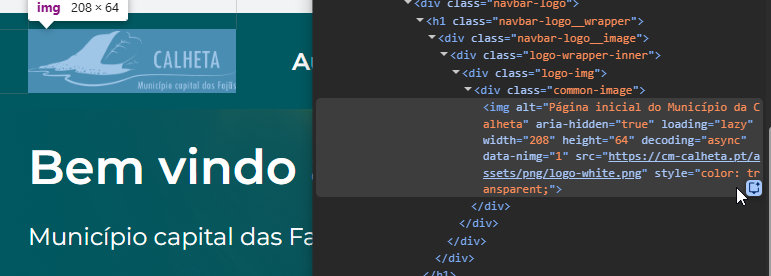 img 208 × 64
CALHETA
Município capital das Fajãs
Bem vindo
Município capital das Fa
<div class="navbar-logo">
<h1 class="navbar-logo__wrapper">
<div class="navbar-logo__image">
<div class="logo-wrapper-inner">
<div class="logo-img">
<div class="common-image">
<img alt="Página inicial do Município da C
alheta" aria-hidden="true" loading="lazy"
width="208" height="64" decoding="async"
data-nimg="1" src="https://cm-calheta.pt/a
ssets/png/logo-white.png" style="color: tr
ansparent;">
</div>
</div>
</div>
</div>
</h1>